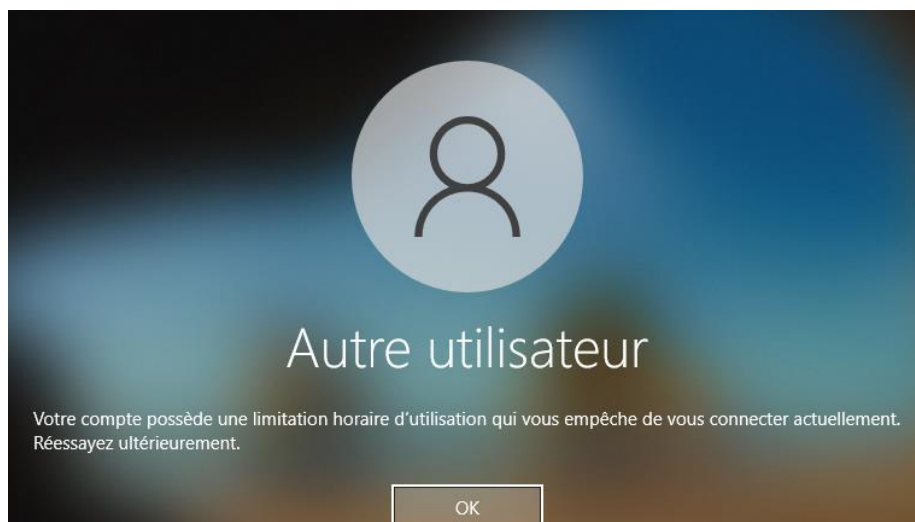 Autre utilisateur
Votre compte possède une limitation horaire d'utilisation qui vous empêche de vous connecter actuellement.
Réessayez ultérieurement.
OK